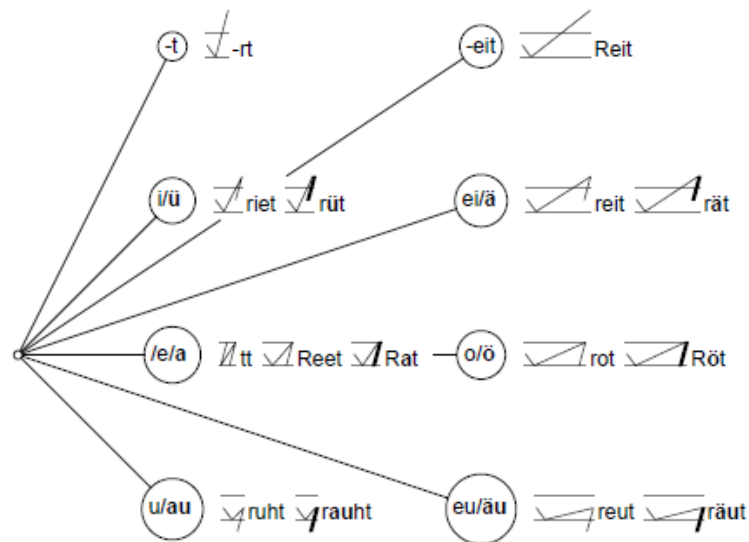 -t -rt -eit Reit
i/ü riet rüt ei/ä reit rät
/e/a tt Reet Rat o/ö rot Röt
u/au ruht rauht eu/äu reut räut